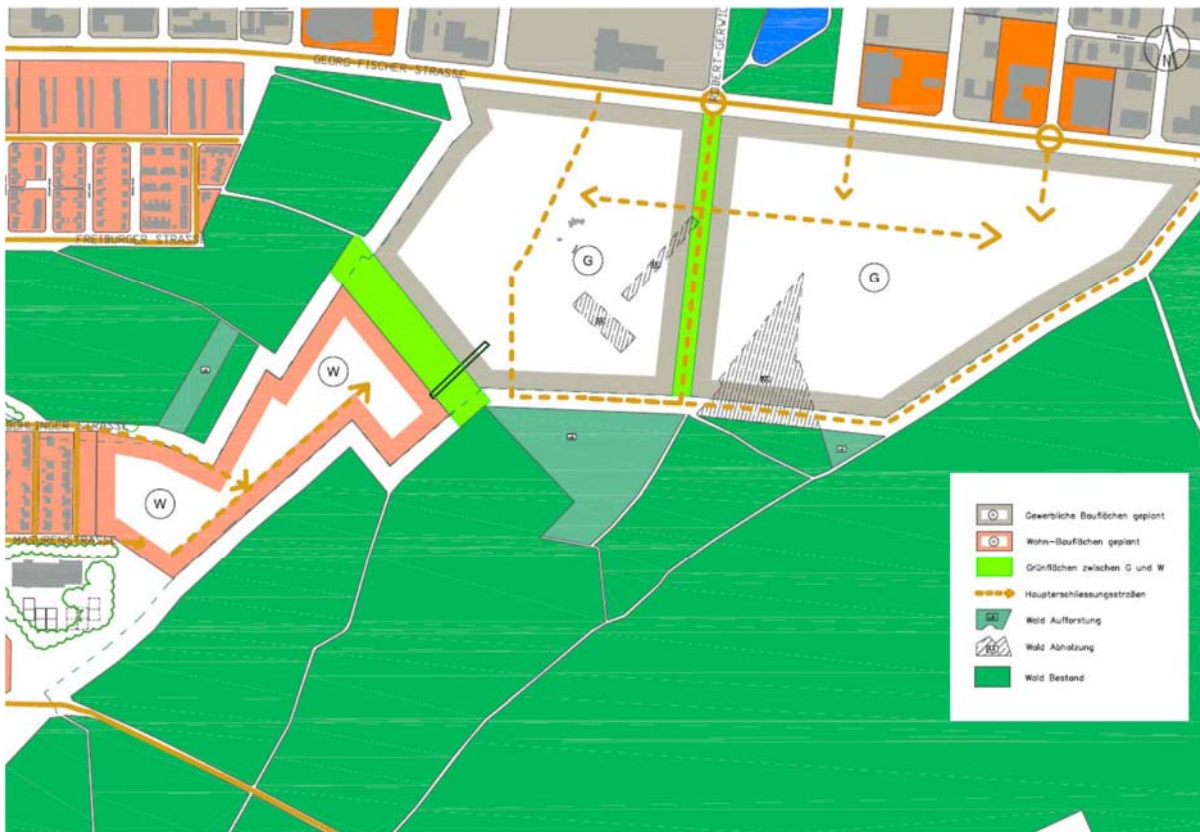 GEORG-FISCHER-STRASSE
N
FREIBURGER STRASSE
G
G
W
W
MASURENSTRASSE
Gewerbliche Bauflächen geplant
Wohn-Bauflächen geplant
Grünflächen zwischen G und W
Haupterschliessungsstraßen
Wald Aufforstung
Wald Abholzung
Wald Bestand